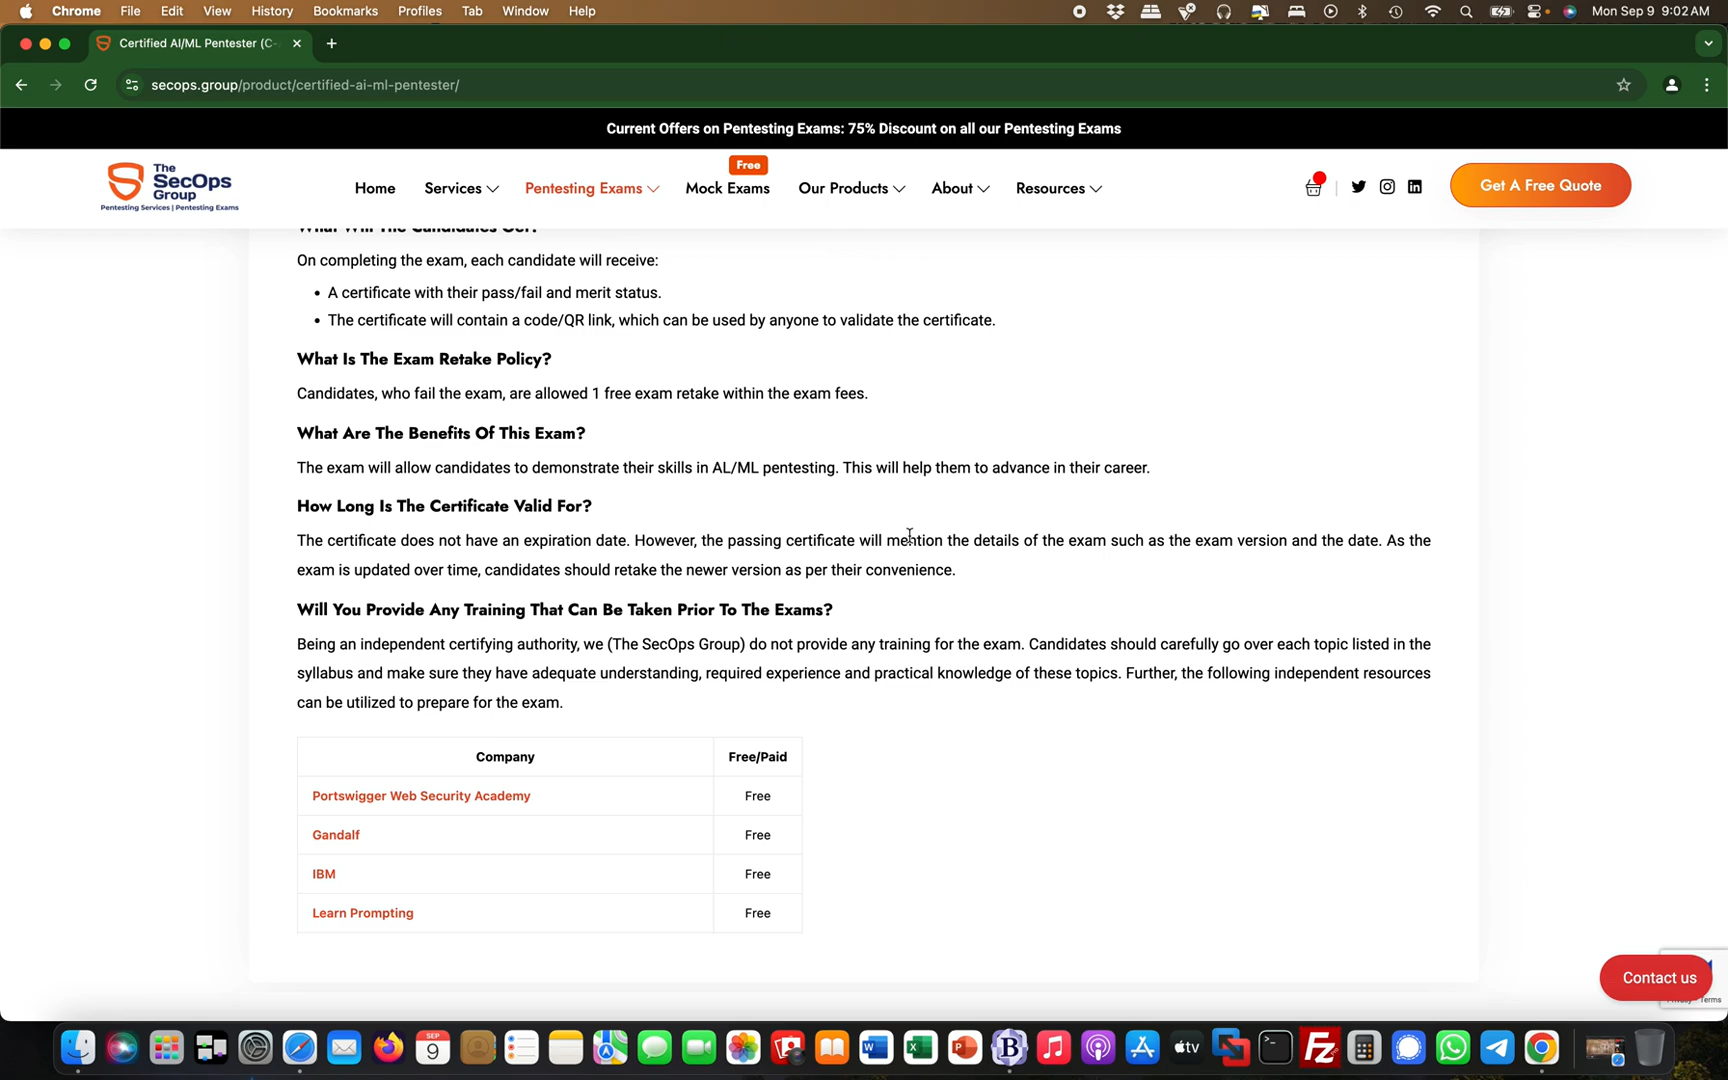 Chrome File Edit View History Bookmarks Profiles Tab Window Help
Mon Sep 9 9:02 AM
Certified AI/ML Pentester (C-
secops.group/product/certified-ai-ml-pentester/
Current Offers on Pentesting Exams: 75% Discount on all our Pentesting Exams
The SecOps Group
Pentesting Services | Pentesting Exams
Free
Home Services Pentesting Exams Mock Exams Our Products About Resources
Get A Free Quote
What Will The Candidates Get?
On completing the exam, each candidate will receive:
• A certificate with their pass/fail and merit status.
• The certificate will contain a code/QR link, which can be used by anyone to validate the certificate.
What Is The Exam Retake Policy?
Candidates, who fail the exam, are allowed 1 free exam retake within the exam fees.
What Are The Benefits Of This Exam?
The exam will allow candidates to demonstrate their skills in AL/ML pentesting. This will help them to advance in their career.
How Long Is The Certificate Valid For?
The certificate does not have an expiration date. However, the passing certificate will mention the details of the exam such as the exam version and the date. As the
exam is updated over time, candidates should retake the newer version as per their convenience.
Will You Provide Any Training That Can Be Taken Prior To The Exams?
Being an independent certifying authority, we (The SecOps Group) do not provide any training for the exam. Candidates should carefully go over each topic listed in the
syllabus and make sure they have adequate understanding, required experience and practical knowledge of these topics. Further, the following independent resources
can be utilized to prepare for the exam.
Company Free/Paid
Portswigger Web Security Academy Free
Gandalf Free
IBM Free
Learn Prompting Free
Contact us
Terms
SEP
9
tv